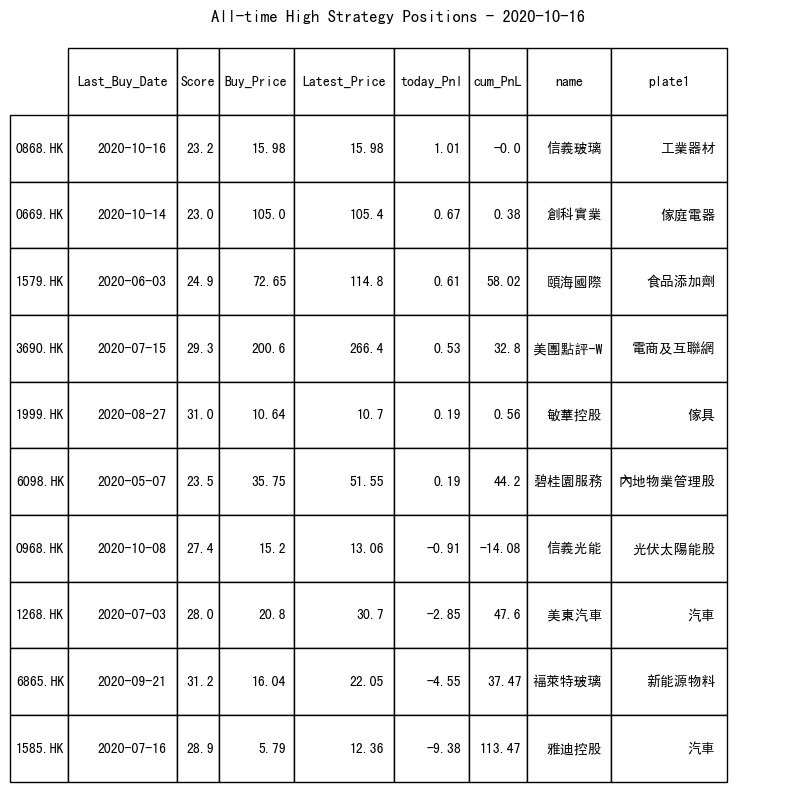 All-time High Strategy Positions - 2020-10-16
Last_Buy_Date Score Buy_Price Latest_Price today_Pnl cum_PnL name plate1
0868.HK 2020-10-16 23.2 15.98 15.98 1.01 -0.0 信義玻璃 工業器材
0669.HK 2020-10-14 23.0 105.0 105.4 0.67 0.38 創科實業 傢庭電器
1579.HK 2020-06-03 24.9 72.65 114.8 0.61 58.02 頤海國際 食品添加劑
3690.HK 2020-07-15 29.3 200.6 266.4 0.53 32.8 美團點評-W 電商及互聯網
1999.HK 2020-08-27 31.0 10.64 10.7 0.19 0.56 敏華控股 傢具
6098.HK 2020-05-07 23.5 35.75 51.55 0.19 44.2 碧桂園服務 內地物業管理股
0968.HK 2020-10-08 27.4 15.2 13.06 -0.91 -14.08 信義光能 光伏太陽能股
1268.HK 2020-07-03 28.0 20.8 30.7 -2.85 47.6 美東汽車 汽車
6865.HK 2020-09-21 31.2 16.04 22.05 -4.55 37.47 福萊特玻璃 新能源物料
1585.HK 2020-07-16 28.9 5.79 12.36 -9.38 113.47 雅迪控股 汽車